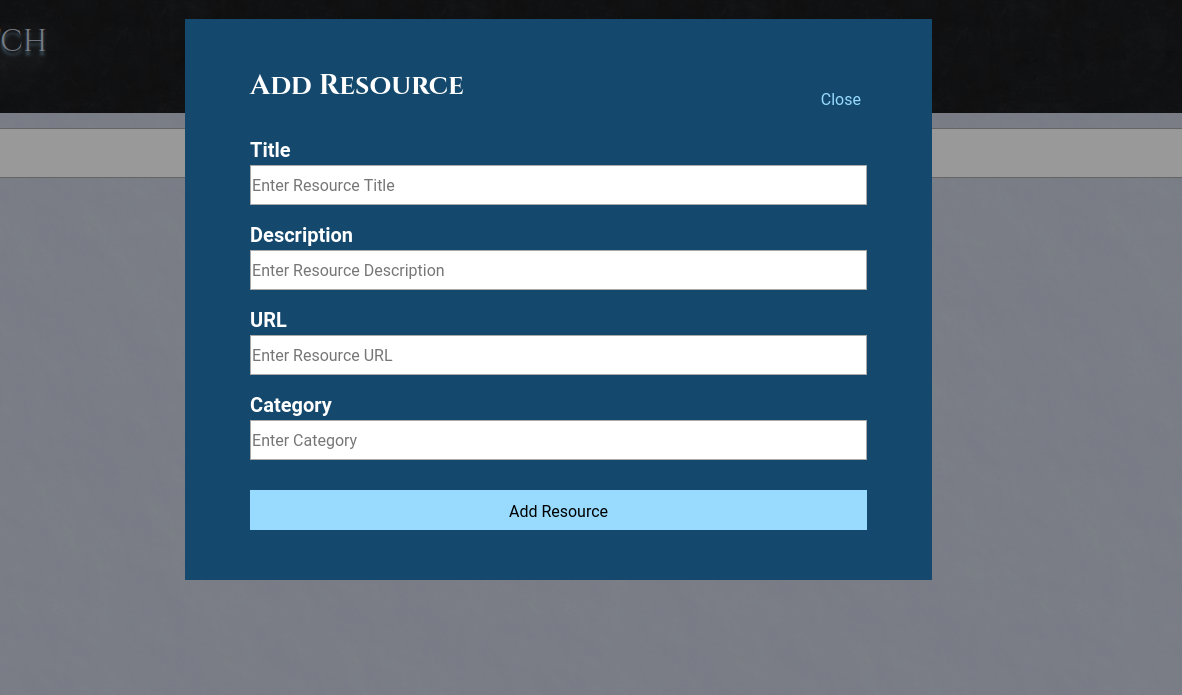 CH
Add Resource
Close
Title
Enter Resource Title
Description
Enter Resource Description
URL
Enter Resource URL
Category
Enter Category
Add Resource